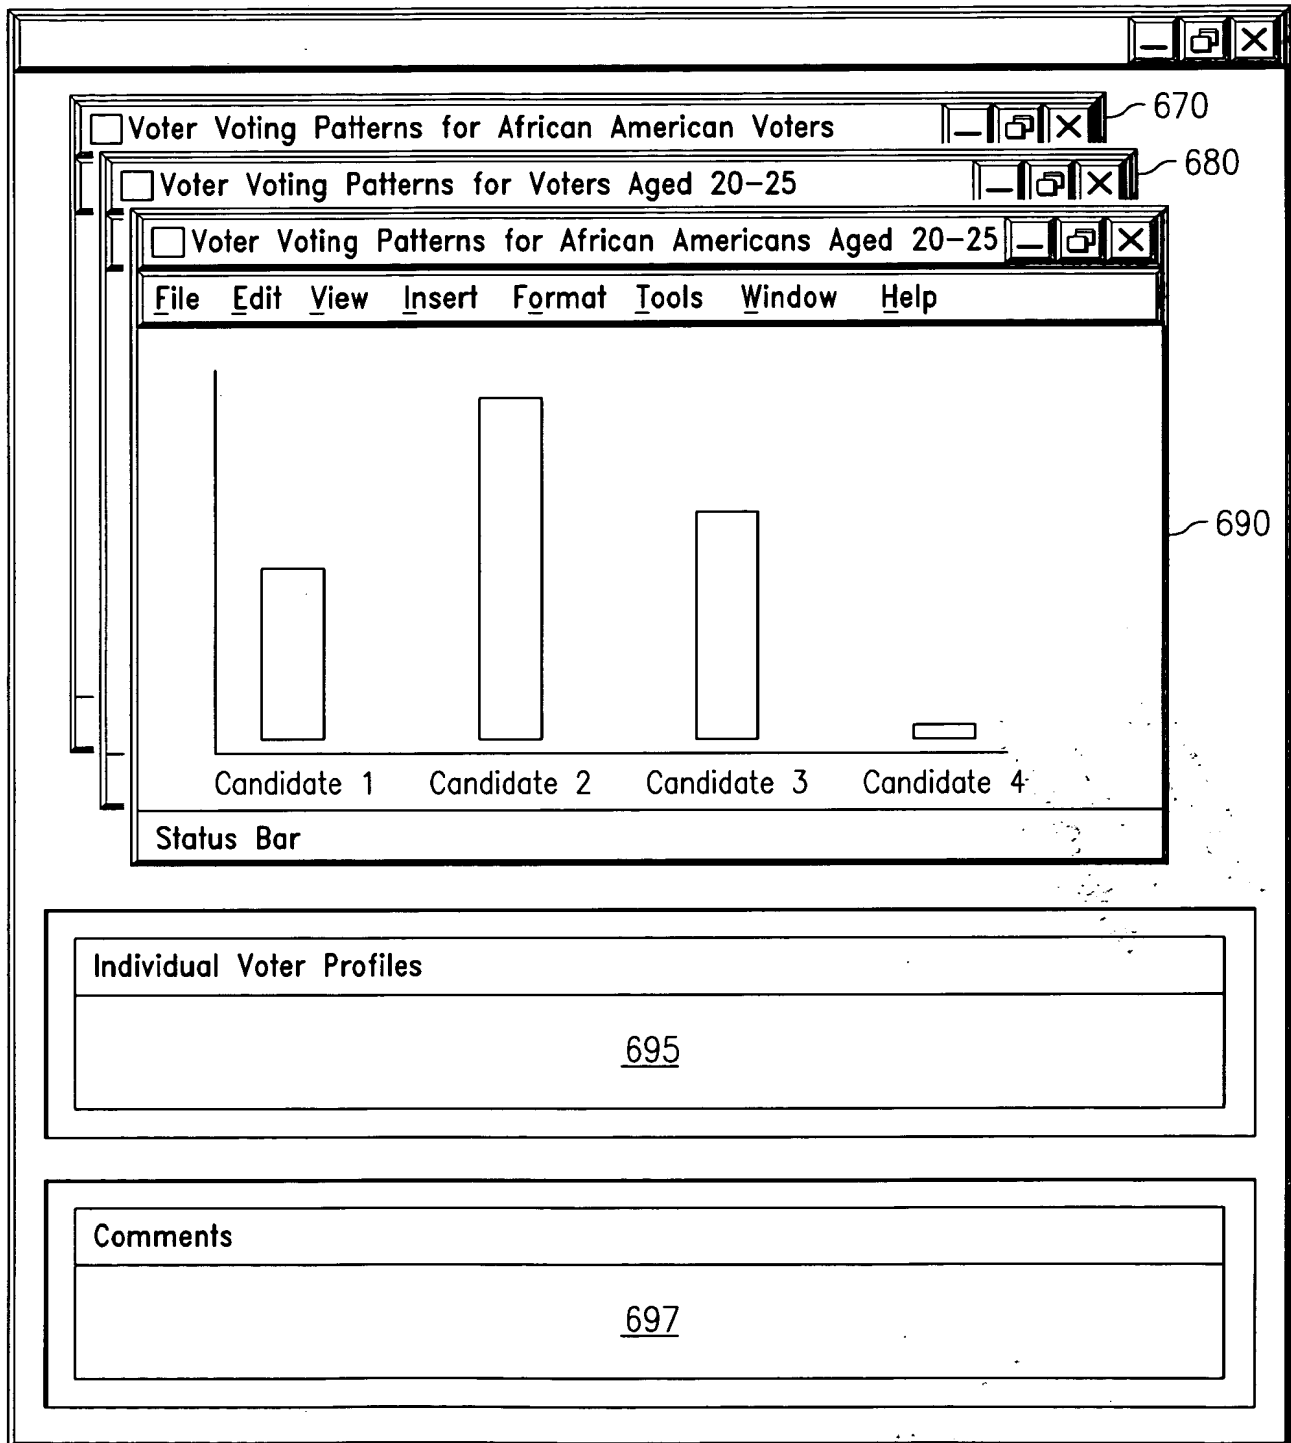 Voter Voting Patterns for African American Voters
670
Voter Voting Patterns for Voters Aged 20-25
680
Voter Voting Patterns for African Americans Aged 20-25
File Edit View Insert Format Tools Window Help
690
Candidate 1 Candidate 2 Candidate 3 Candidate 4
Status Bar
Individual Voter Profiles
695
Comments
697